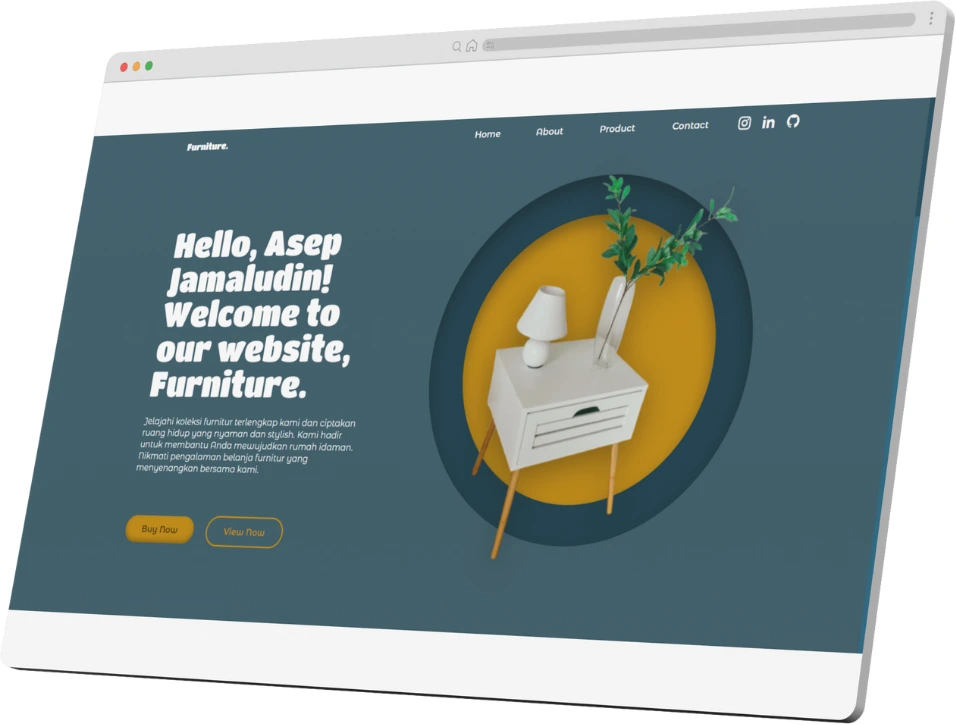 Furniture.
Home
About
Product
Contact
Hello, Asep
Jamaludin!
Welcome to
our website,
Furniture.
Jelajahi koleksi furnitur terlengkap kami dan ciptakan
ruang hidup yang nyaman dan stylish. Kami hadir
untuk membantu Anda mewujudkan rumah idaman.
Nikmati pengalaman belanja furnitur yang
menyenangkan bersama kami.
Buy Now
View Now